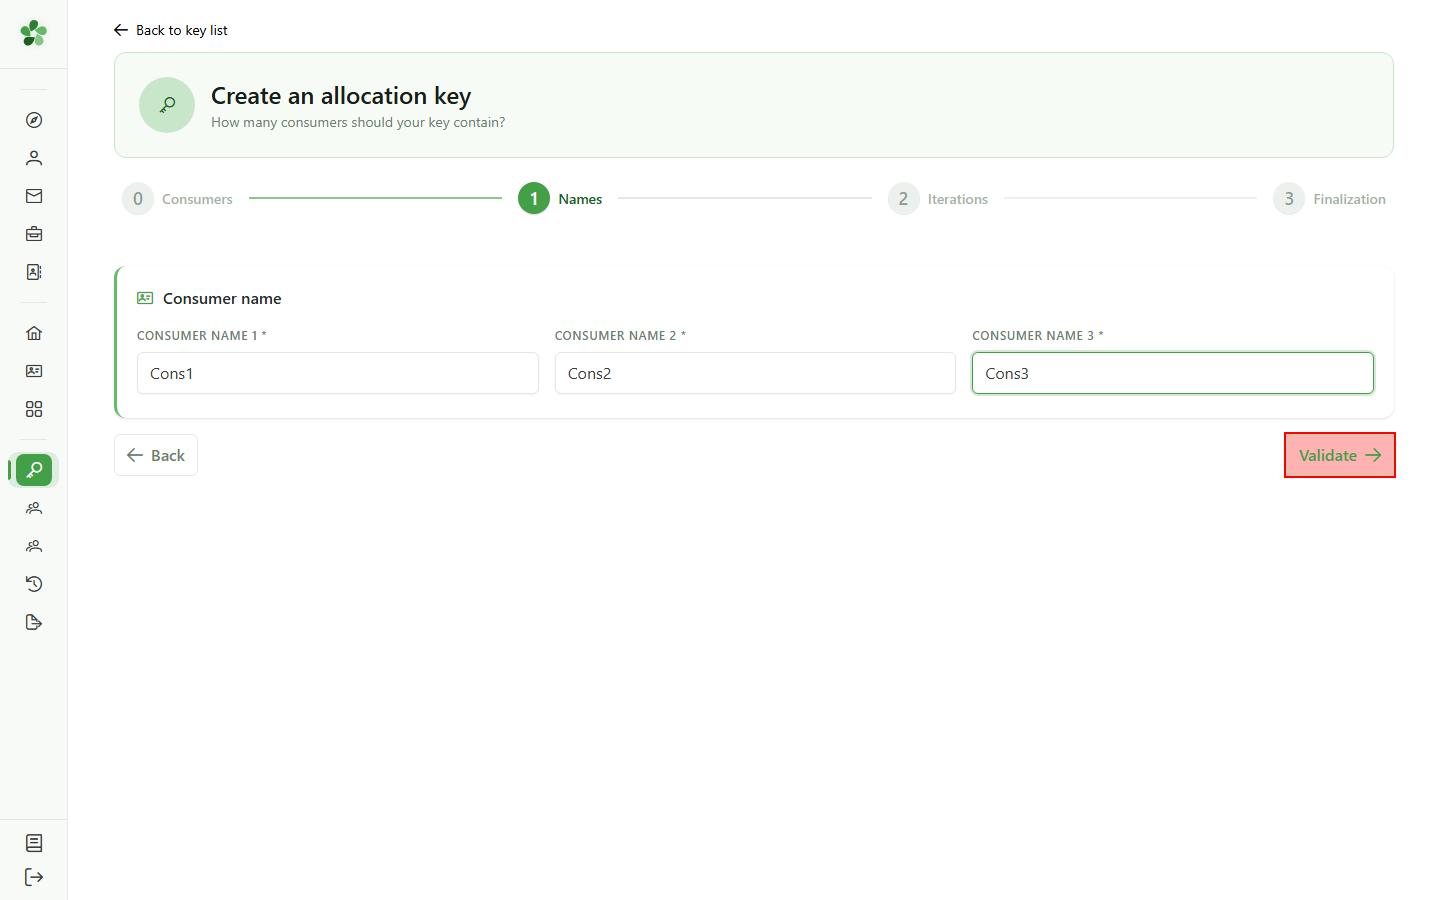 Back to key list
Create an allocation key
How many consumers should your key contain?
0 Consumers 1 Names 2 Iterations 3 Finalization
Consumer name
CONSUMER NAME 1 * CONSUMER NAME 2 * CONSUMER NAME 3 *
Cons1 Cons2 Cons3
Back Validate